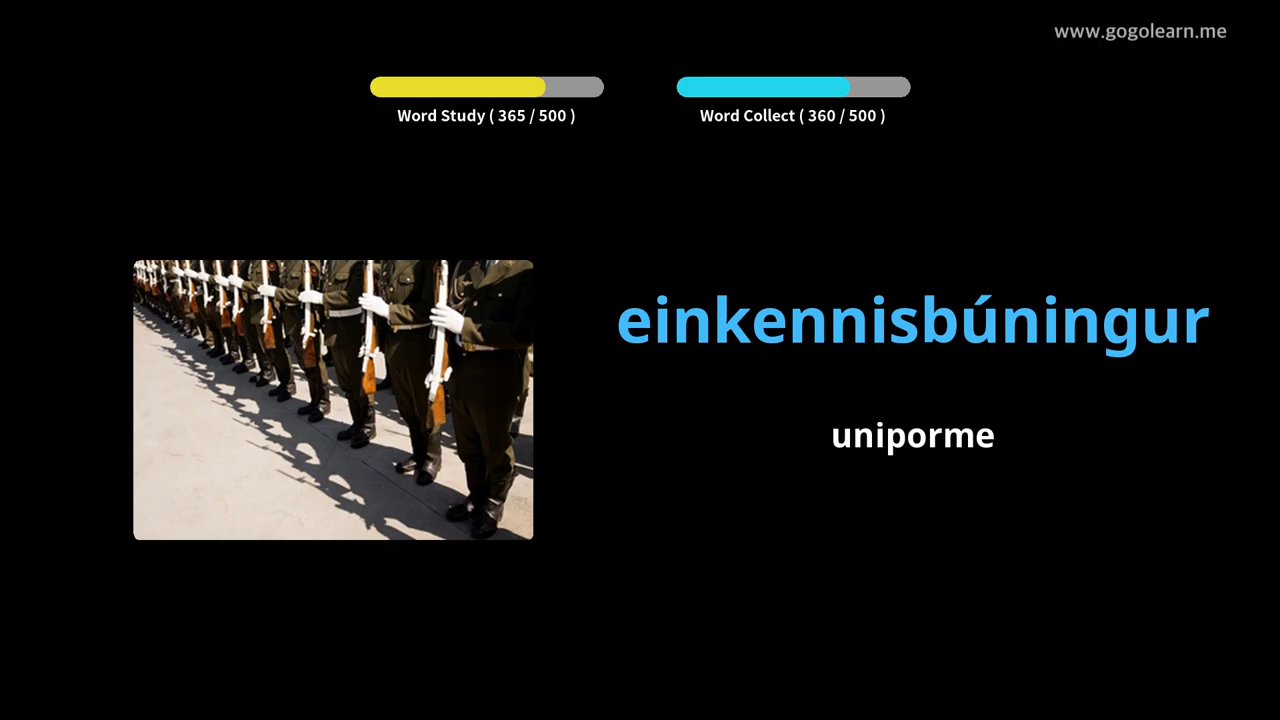 www.gogolearn.me
Word Study ( 365 / 500 )
Word Collect ( 360 / 500 )
einkennisbúningur
uniporme